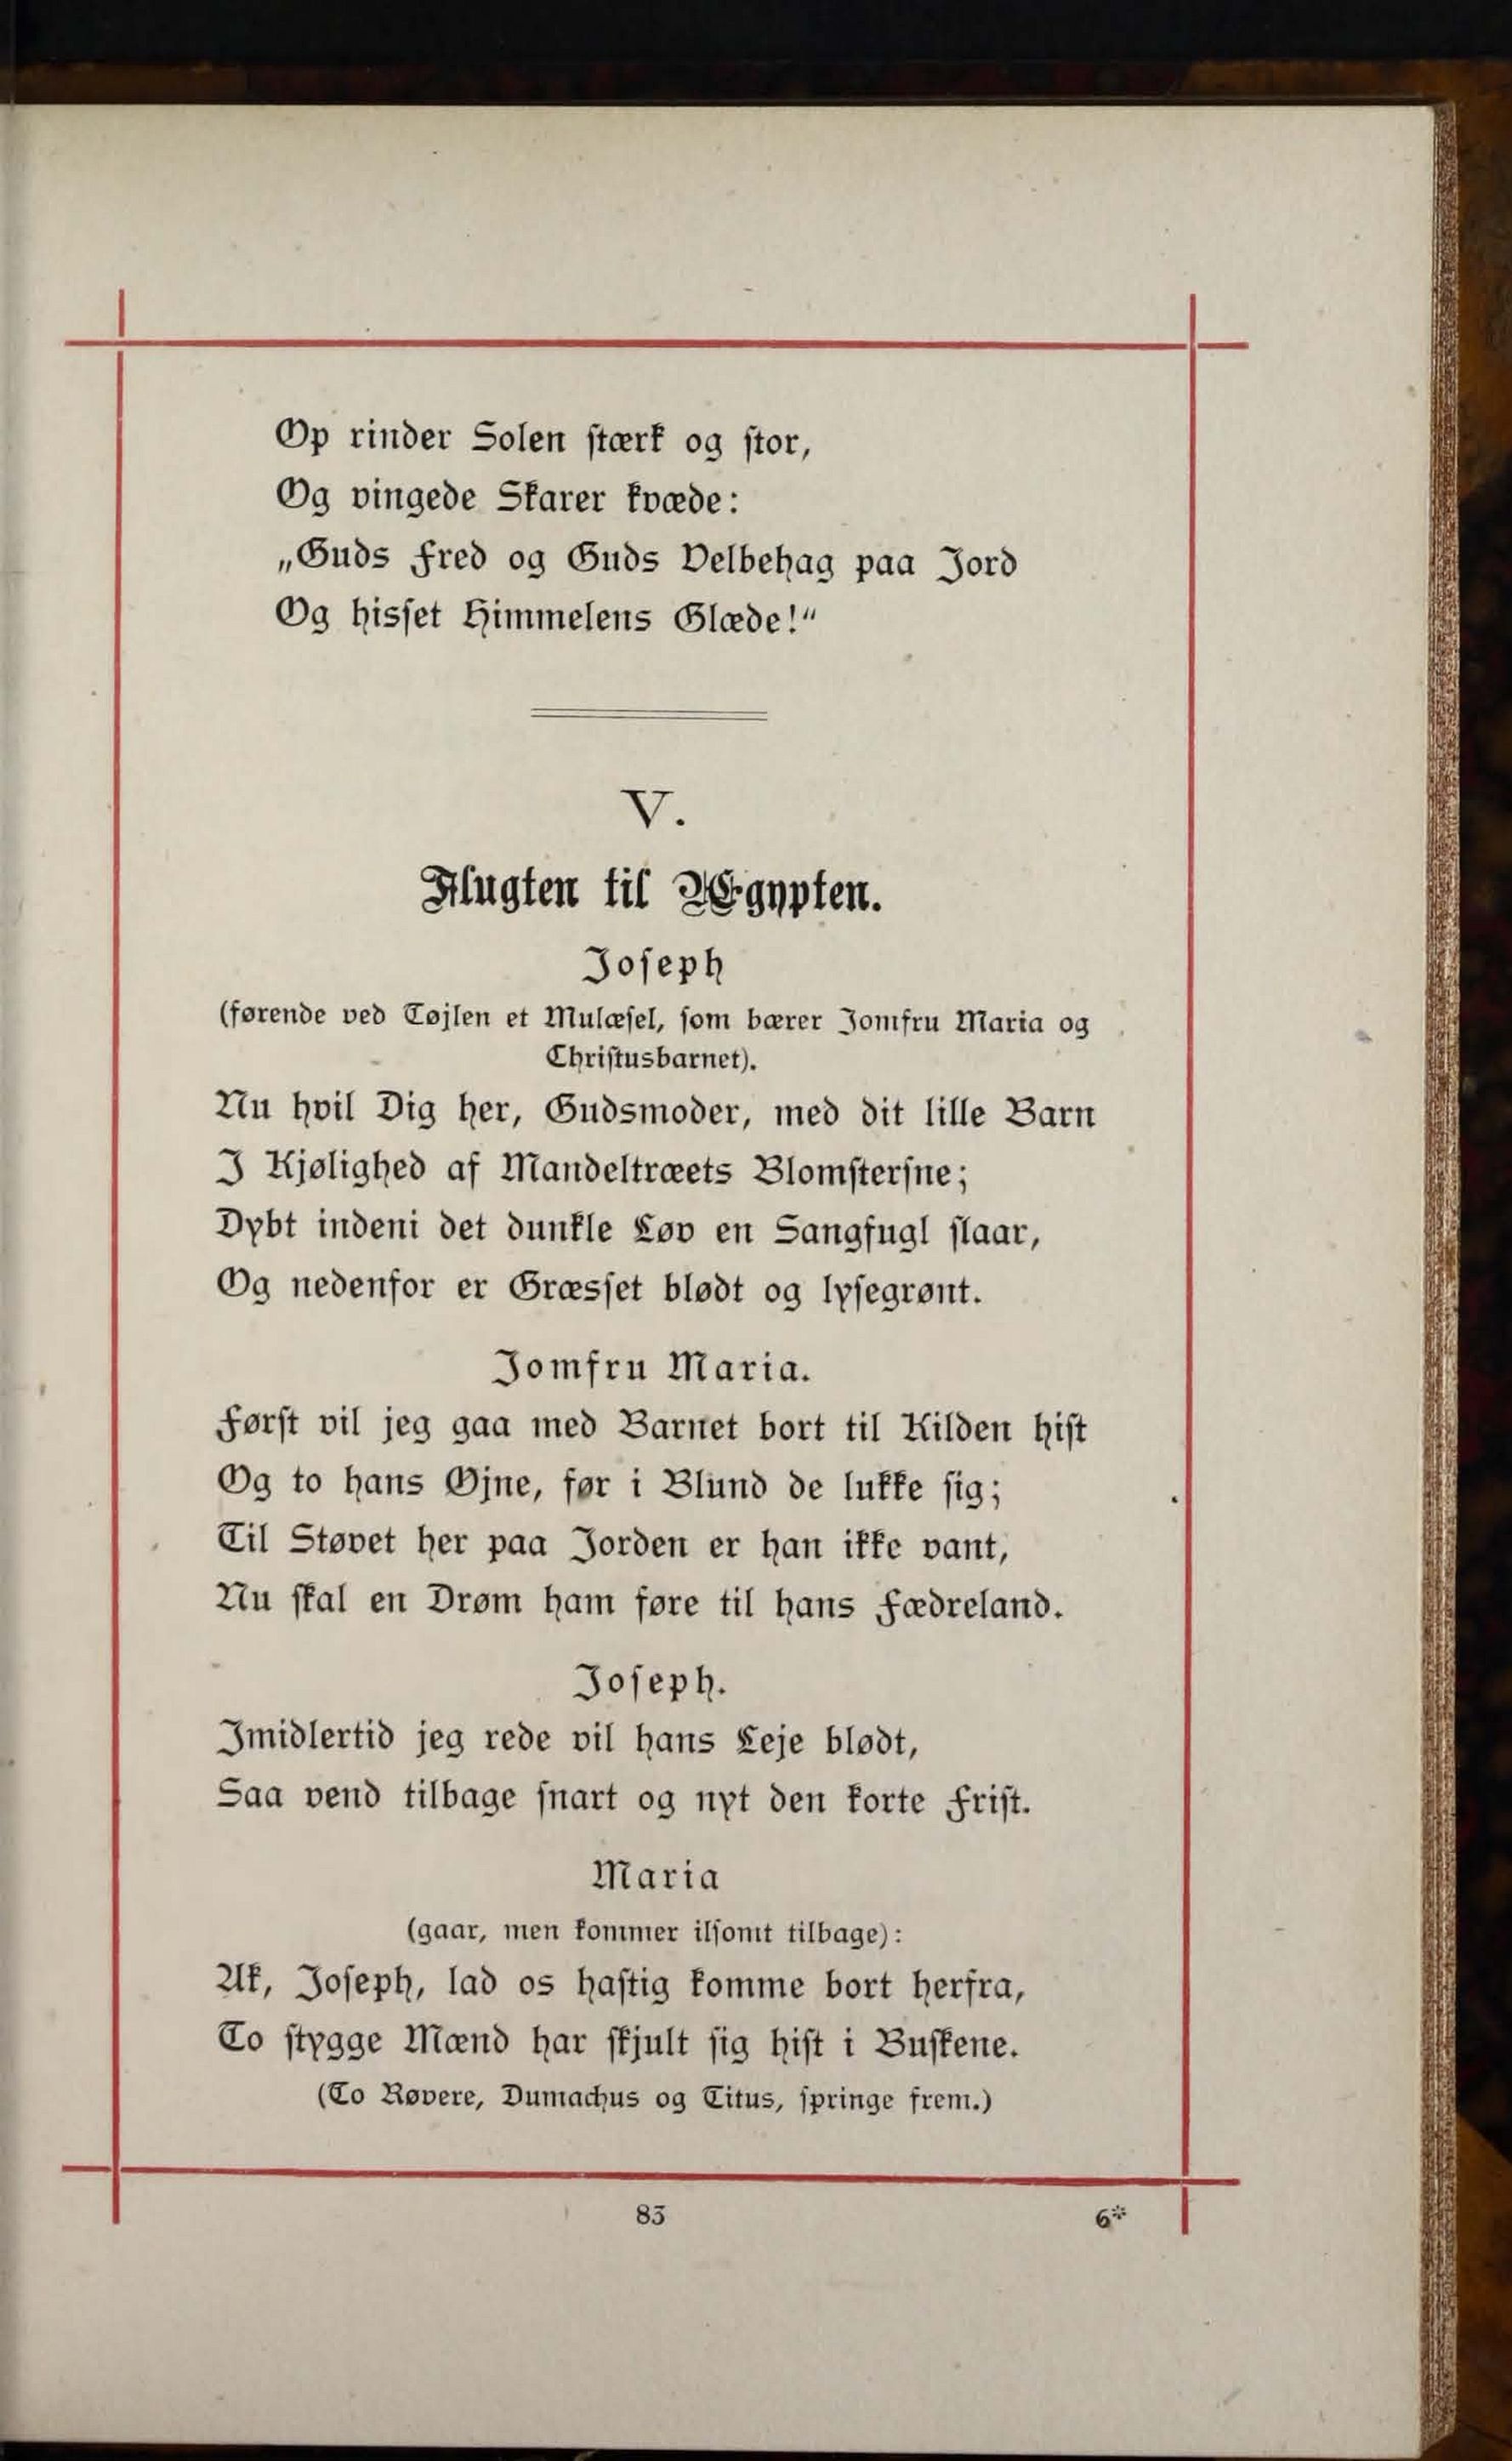 Op rinder Solen stærk og stor,
Og vingede Skarer kvæde:
„Guds Fred og Guds Velbehag paa Jord
Og hisset Himmelens Glæde!“
V.
Flugten til Ægypten.
Joseph
(førende ved Tøjlen et Mulæsel, som bærer Jomfru Maria og
Christusbarnet).
Nu hvil Dig her, Gudsmoder, med dit lille Barn
I Kjølighed af Mandeltræets Blomstersne;
Dybt indeni det dunkle Løv en Sangfugl slaar,
Og nedenfor er Græsset blødt og lysegrønt.
Jomfru Maria.
Først vil jeg gaa med Barnet bort til Kilden hist
Og to hans Øjne, før i Blund de lukke sig;
Til Støvet her paa Jorden er han ikke vant,
Nu skal en Drøm ham føre til hans Fædreland.
Joseph.
Imidlertid jeg rede vil hans Leje blødt,
Saa vend tilbage snart og nyt den korte Frist.
Maria
(gaar, men kommer ilsomt tilbage):
Ak, Joseph, lad os hastig komme bort herfra,
To stygge Mænd har skjult sig hist i Buskene.
(To Røvere, Dumachus og Titus, springe frem.)
83
6*